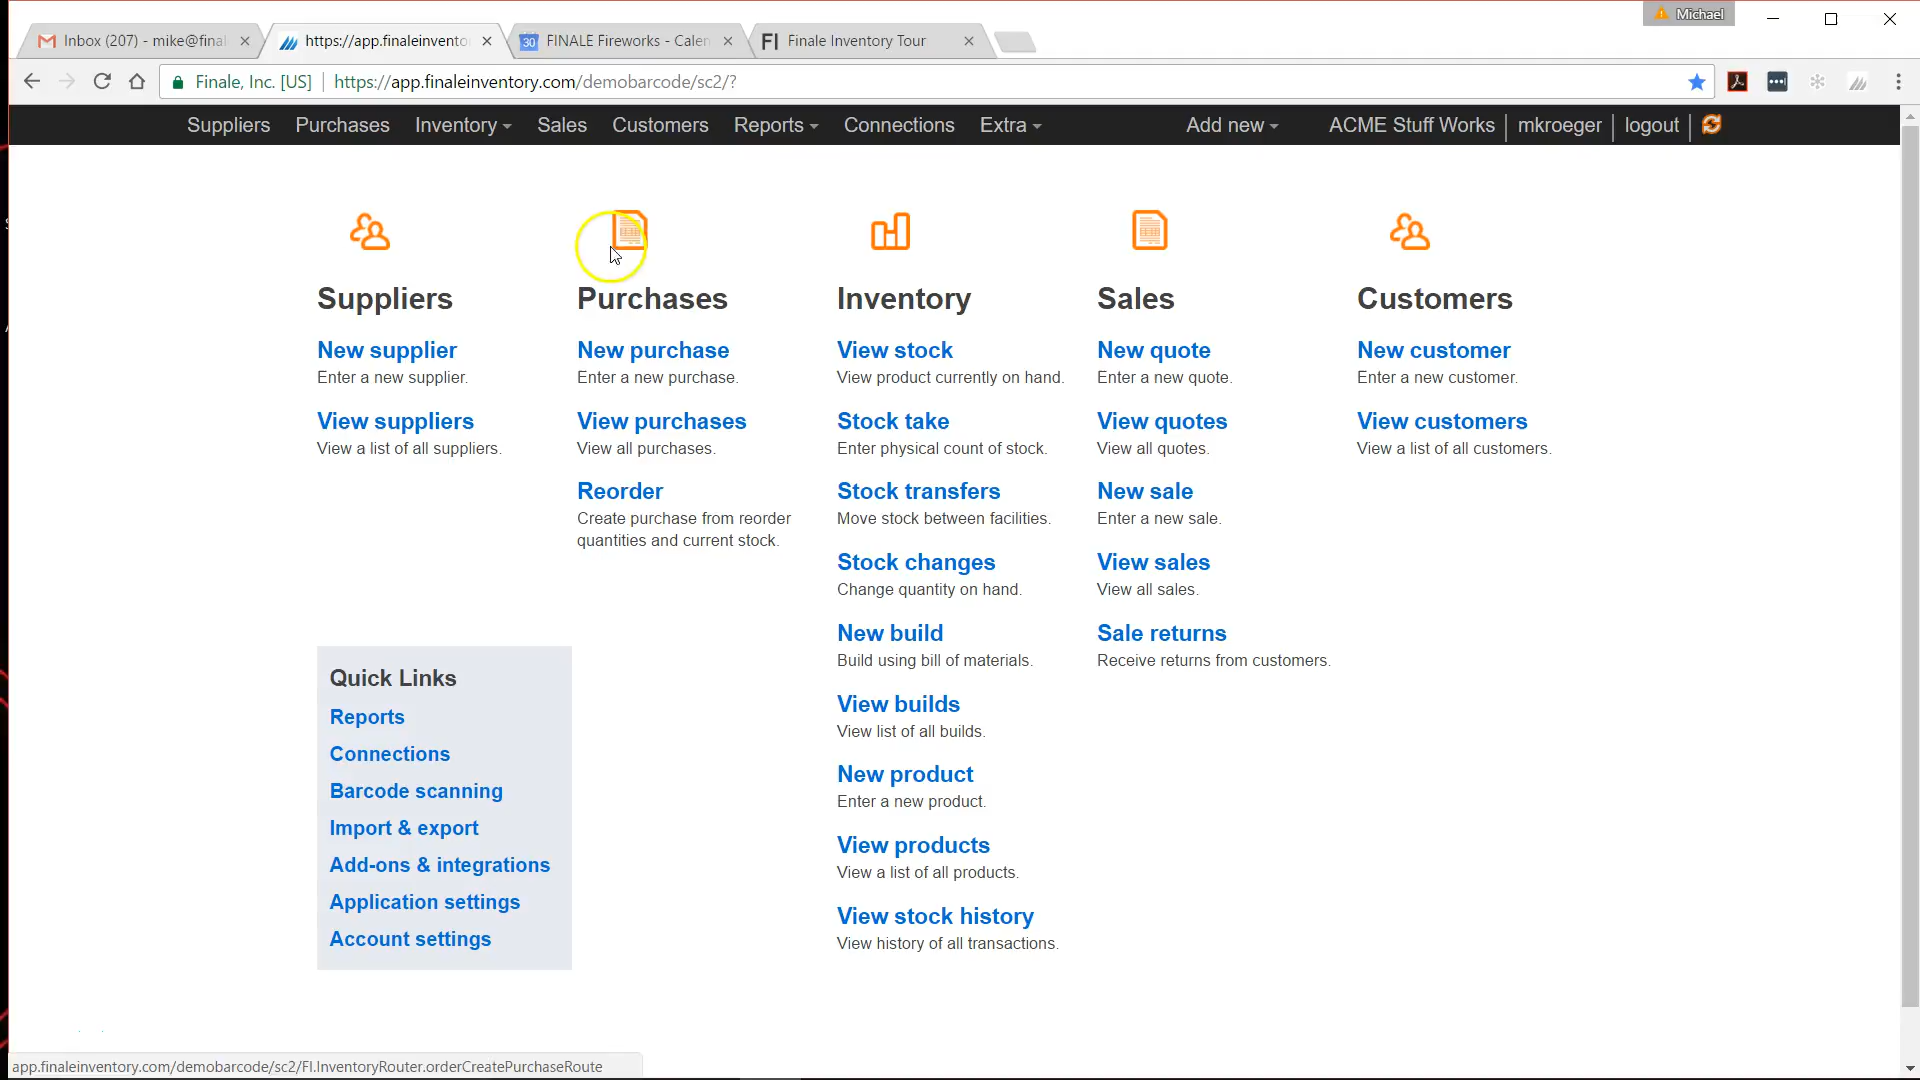 Michael
Inbox (207) - mike@final
https://app.finaleinvento
30
FINALE Fireworks - Calen
FI
Finale Inventory Tour
Finale, Inc. [US]
https://app.finaleinventory.com/demobarcode/sc2/?
Suppliers
Purchases
Inventory
Sales
Customers
Reports
Connections
Extra
Add new
ACME Stuff Works
mkroeger
logout
Suppliers
New supplier
Enter a new supplier.
View suppliers
View a list of all suppliers.
Purchases
New purchase
Enter a new purchase.
View purchases
View all purchases.
Reorder
Create purchase from reorder
quantities and current stock.
Inventory
View stock
View product currently on hand.
Stock take
Enter physical count of stock.
Stock transfers
Move stock between facilities.
Stock changes
Change quantity on hand.
New build
Build using bill of materials.
View builds
View list of all builds.
New product
Enter a new product.
View products
View a list of all products.
View stock history
View history of all transactions.
Sales
New quote
Enter a new quote.
View quotes
View all quotes.
New sale
Enter a new sale.
View sales
View all sales.
Sale returns
Receive returns from customers.
Customers
New customer
Enter a new customer.
View customers
View a list of all customers.
Quick Links
Reports
Connections
Barcode scanning
Import & export
Add-ons & integrations
Application settings
Account settings
app.finaleinventory.com/demobarcode/sc2/FI.InventoryRouter.orderCreatePurchaseRoute